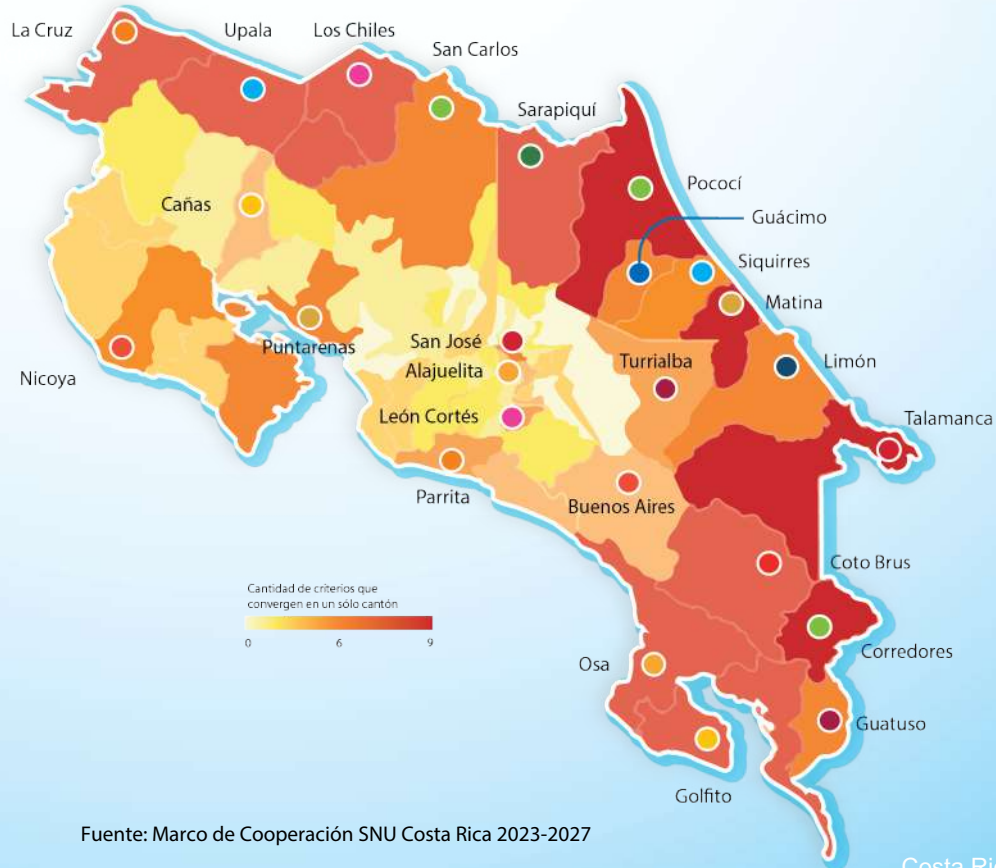 La Cruz
Upala
Los Chiles
San Carlos
Sarapiquí
Pococí
Guácimo
Cañas
Siquirres
Matina
San José
Puntarenas
Turrialba
Limón
Alajuelita
Nicoya
León Cortés
Talamanca
Parrita
Buenos Aires
Coto Brus
Cantidad de criterios que
convergen en un sólo cantón
0 6 9
Corredores
Osa
Guatuso
Golfito
Fuente: Marco de Cooperación SNU Costa Rica 2023-2027
Costa Ric